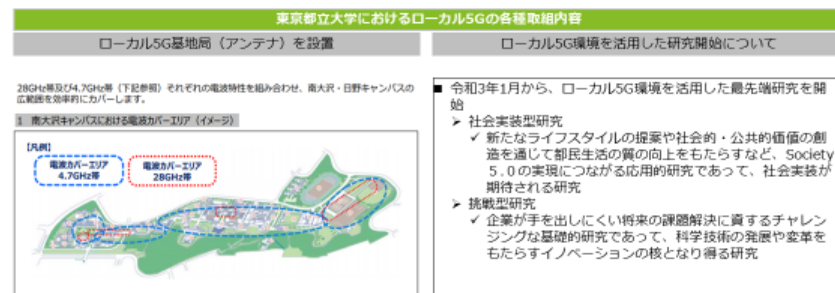 東京都立大学におけるローカル5Gの各種取組内容
ローカル5G基地局（アンテナ）を設置
28GHz帯及び4.7GHz帯（下記参照）それぞれの電波特性を組み合わせ、南大沢・日野キャンパスの
広範囲を効率的にカバーします。
1 南大沢キャンパスにおける電波カバーエリア（イメージ）
【凡例】
電波カバーエリア
4.7GHz帯
電波カバーエリア
28GHz帯
ローカル5G環境を活用した研究開始について
■ 令和3年1月から、ローカル5G環境を活用した最先端研究を開
始
➢ 社会実装型研究
✓ 新たなライフスタイルの提案や社会的・公共的価値の創
造を通じて都民生活の質の向上をもたらすなど、Society
５.０の実現につながる応用的研究であって、社会実装が
期待される研究
➢ 挑戦型研究
✓ 企業が手を出しにくい将来の課題解決に資するチャレン
ジングな基礎的研究であって、科学技術の発展や変革を
もたらすイノベーションの核となり得る研究